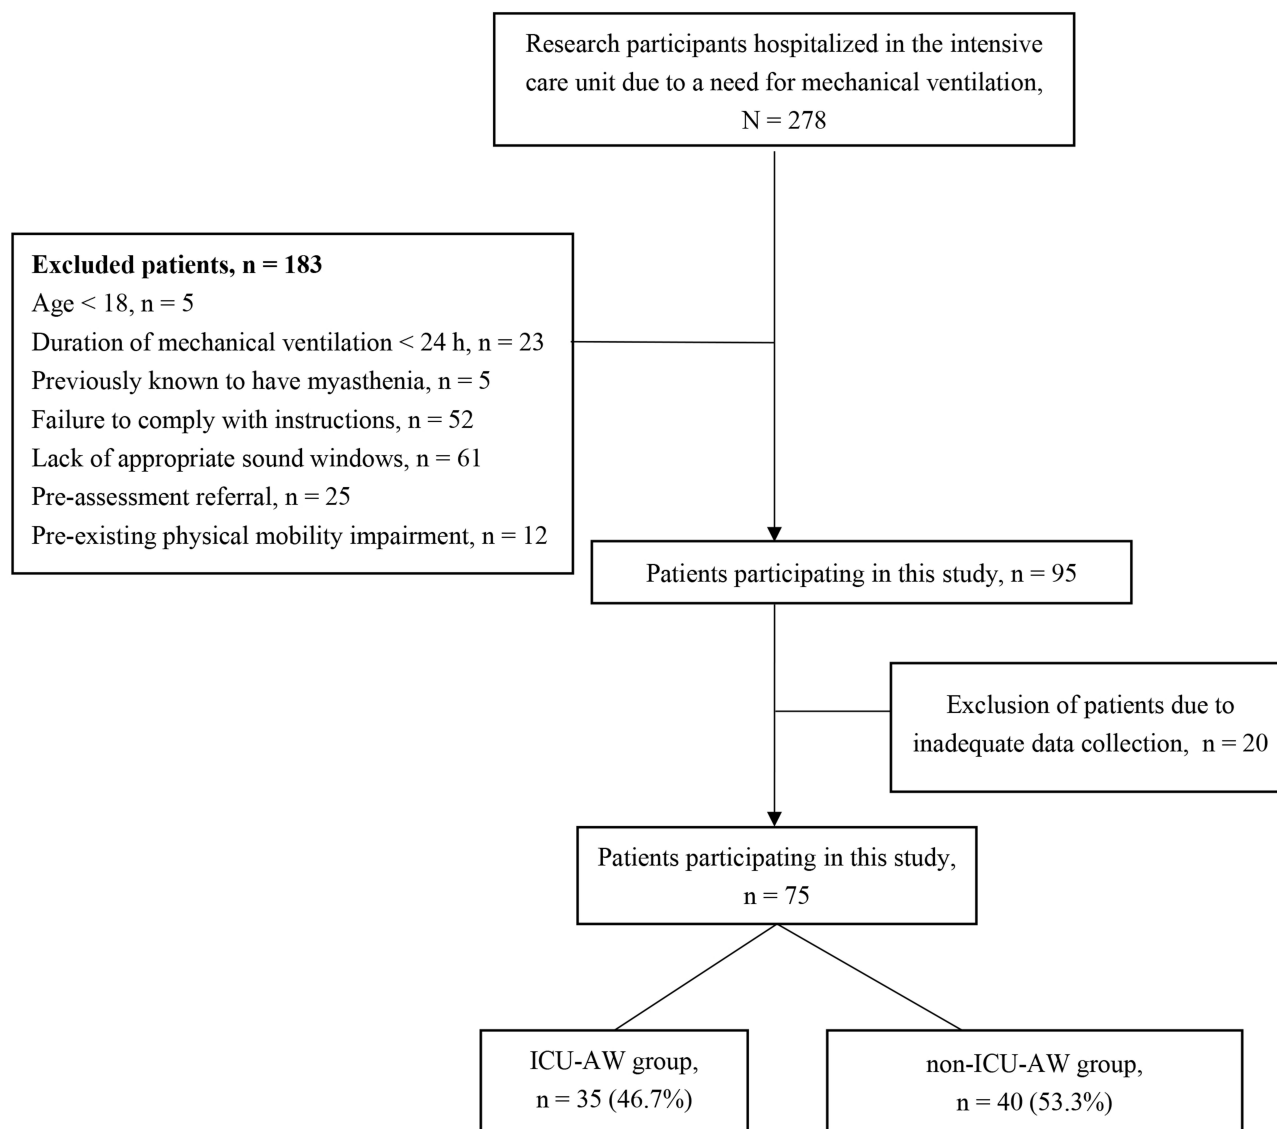 Research participants hospitalized in the intensive
care unit due to a need for mechanical ventilation,
N = 278
Excluded patients, n = 183
Age < 18, n = 5
Duration of mechanical ventilation < 24 h, n = 23
Previously known to have myasthenia, n = 5
Failure to comply with instructions, n = 52
Lack of appropriate sound windows, n = 61
Pre-assessment referral, n = 25
Pre-existing physical mobility impairment, n = 12
Patients participating in this study, n = 95
Exclusion of patients due to
inadequate data collection, n = 20
Patients participating in this study,
n = 75
ICU-AW group,
n = 35 (46.7%)
non-ICU-AW group,
n = 40 (53.3%)